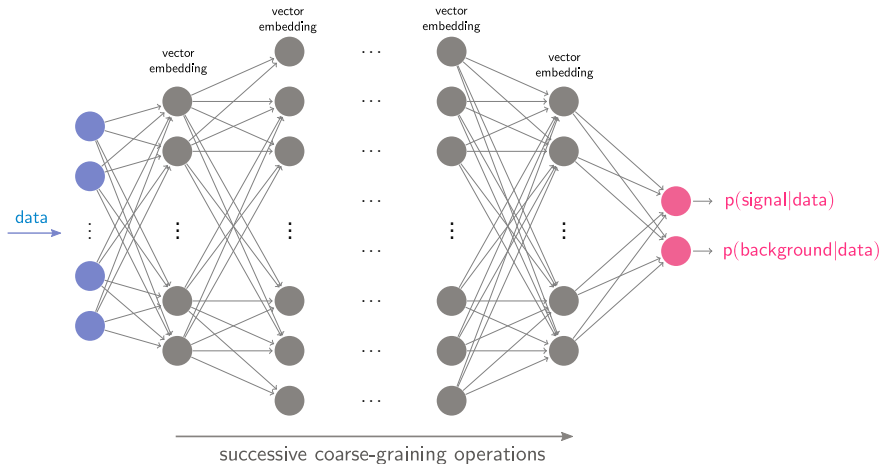 vector
embedding
vector
embedding
vector
embedding
vector
embedding
data
p(signal|data)
p(background|data)
successive coarse-graining operations